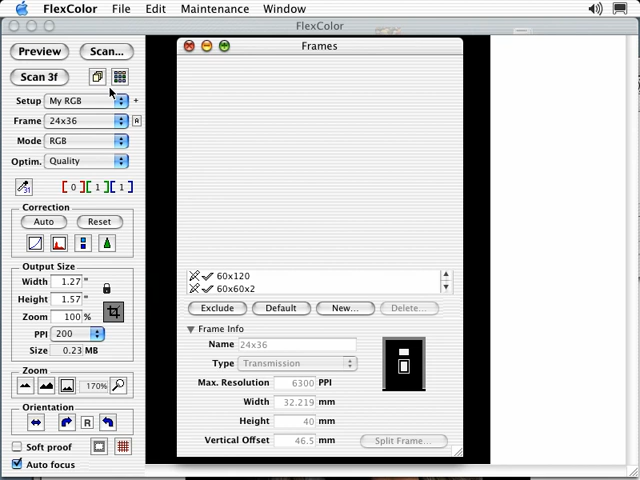 FlexColor File Edit Maintenance Window
FlexColor
Preview Scan...
Scan 3f
Setup My RGB +
Frame 24x36 A
Mode RGB
Optim. Quality
31 [ 0 ] [ 1 ] [ 1 ]
Correction
Auto Reset
Output Size
Width 1.27 "
Height 1.57 "
Zoom 100 %
PPI 200
Size 0.23 MB
Zoom
170%
Orientation
R
Soft proof
Auto focus
Frames
60x120
60x60x2
Exclude Default New... Delete...
Frame Info
Name 24x36
Type Transmission
Max. Resolution 6300 PPI
Width 32.219 mm
Height 40 mm
Vertical Offset 46.5 mm Split Frame...